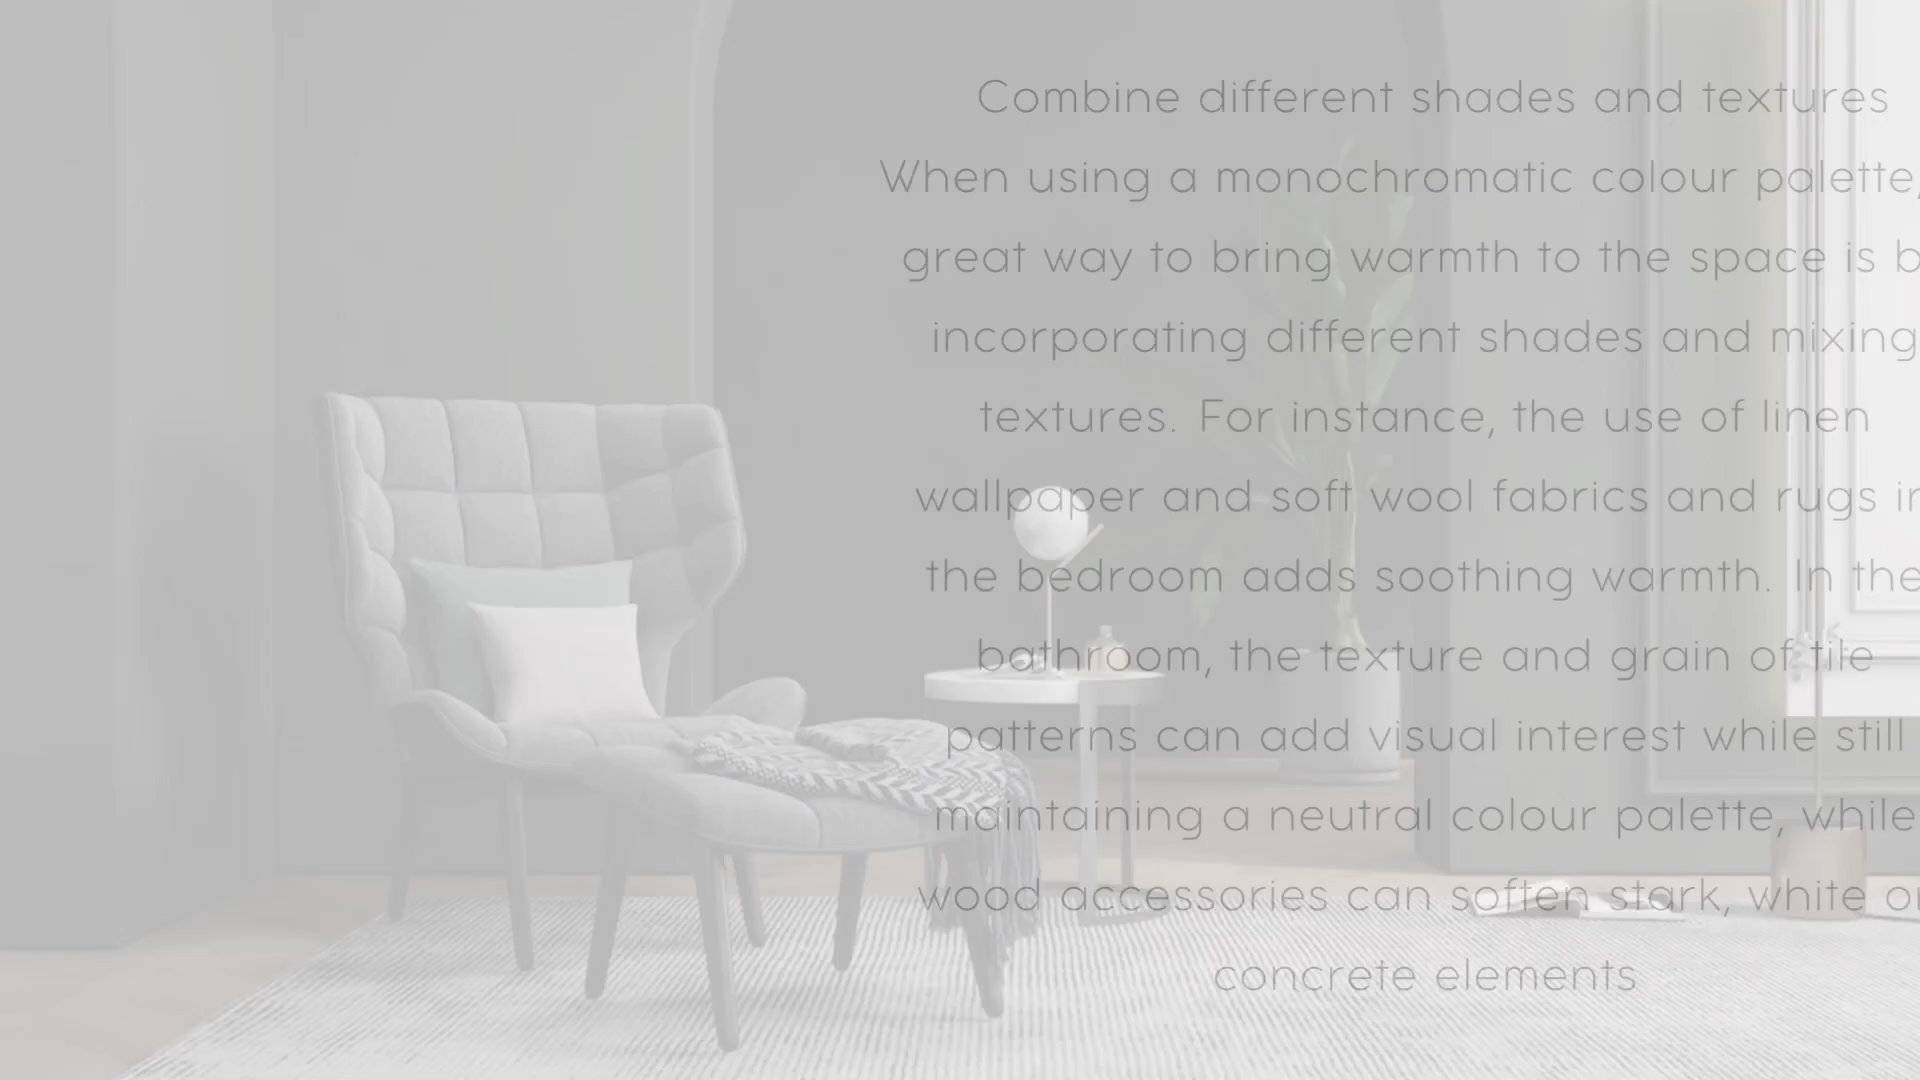 Combine different shades and textures
When using a monochromatic colour palette,
great way to bring warmth to the space is
incorporating different shades and mixing
textures. For instance, the use of linen
wallpaper and soft wool fabrics and rugs
the bedroom adds soothing warmth. In the
bathroom, the texture and grain of tile
patterns can add visual interest while still
maintaining a neutral colour palette, while
wood accessories can soften stark, white
concrete elements